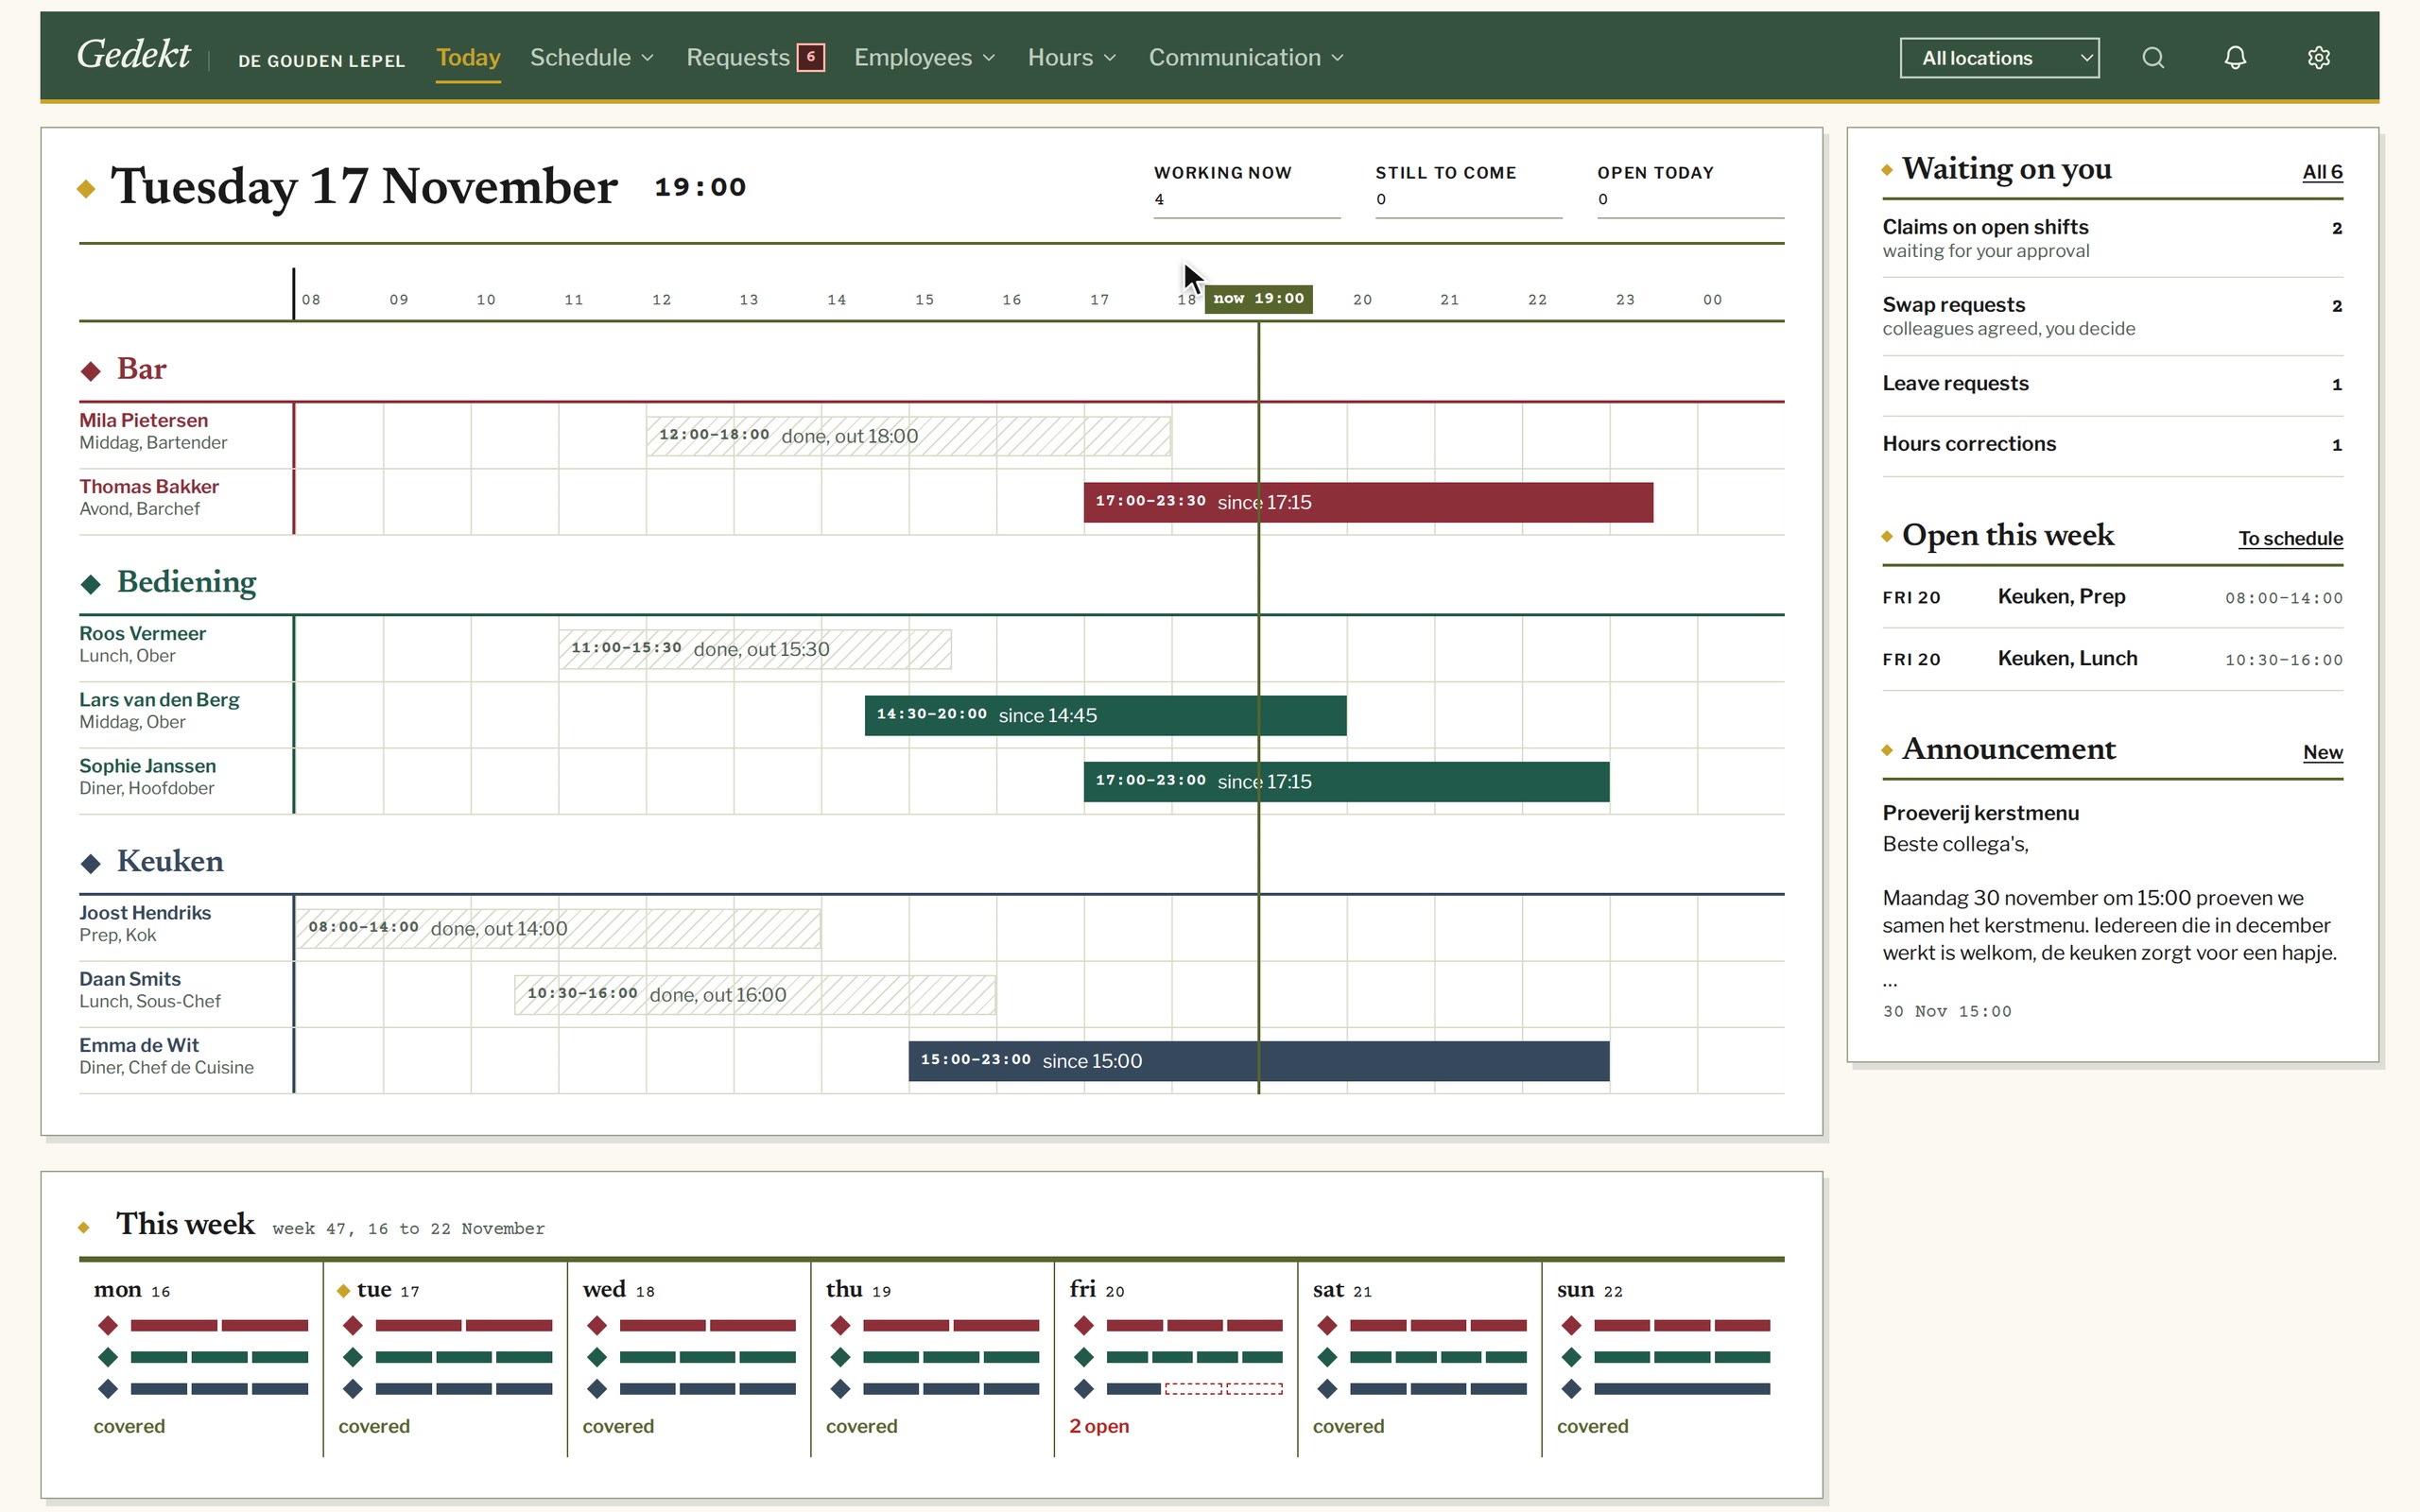 Gedekt DE GOUDEN LEPEL Today Schedule Requests 6 Employees Hours Communication All locations
Tuesday 17 November 19:00
WORKING NOW
4
STILL TO COME
0
OPEN TODAY
0
08 09 10 11 12 13 14 15 16 17 18 now 19:00 20 21 22 23 00
Bar
Mila Pietersen
Middag, Bartender
12:00–18:00 done, out 18:00
Thomas Bakker
Avond, Barchef
17:00–23:30 since 17:15
Bediening
Roos Vermeer
Lunch, Ober
11:00–15:30 done, out 15:30
Lars van den Berg
Middag, Ober
14:30–20:00 since 14:45
Sophie Janssen
Diner, Hoofdober
17:00–23:00 since 17:15
Keuken
Joost Hendriks
Prep, Kok
08:00–14:00 done, out 14:00
Daan Smits
Lunch, Sous-Chef
10:30–16:00 done, out 16:00
Emma de Wit
Diner, Chef de Cuisine
15:00–23:00 since 15:00
Waiting on you All 6
Claims on open shifts 2
waiting for your approval
Swap requests 2
colleagues agreed, you decide
Leave requests 1
Hours corrections 1
Open this week To schedule
FRI 20 Keuken, Prep 08:00–14:00
FRI 20 Keuken, Lunch 10:30–16:00
Announcement New
Proeverij kerstmenu
Beste collega's,
Maandag 30 november om 15:00 proeven we
samen het kerstmenu. Iedereen die in december
werkt is welkom, de keuken zorgt voor een hapje.
...
30 Nov 15:00
This week week 47, 16 to 22 November
mon 16
covered
tue 17
covered
wed 18
covered
thu 19
covered
fri 20
2 open
sat 21
covered
sun 22
covered